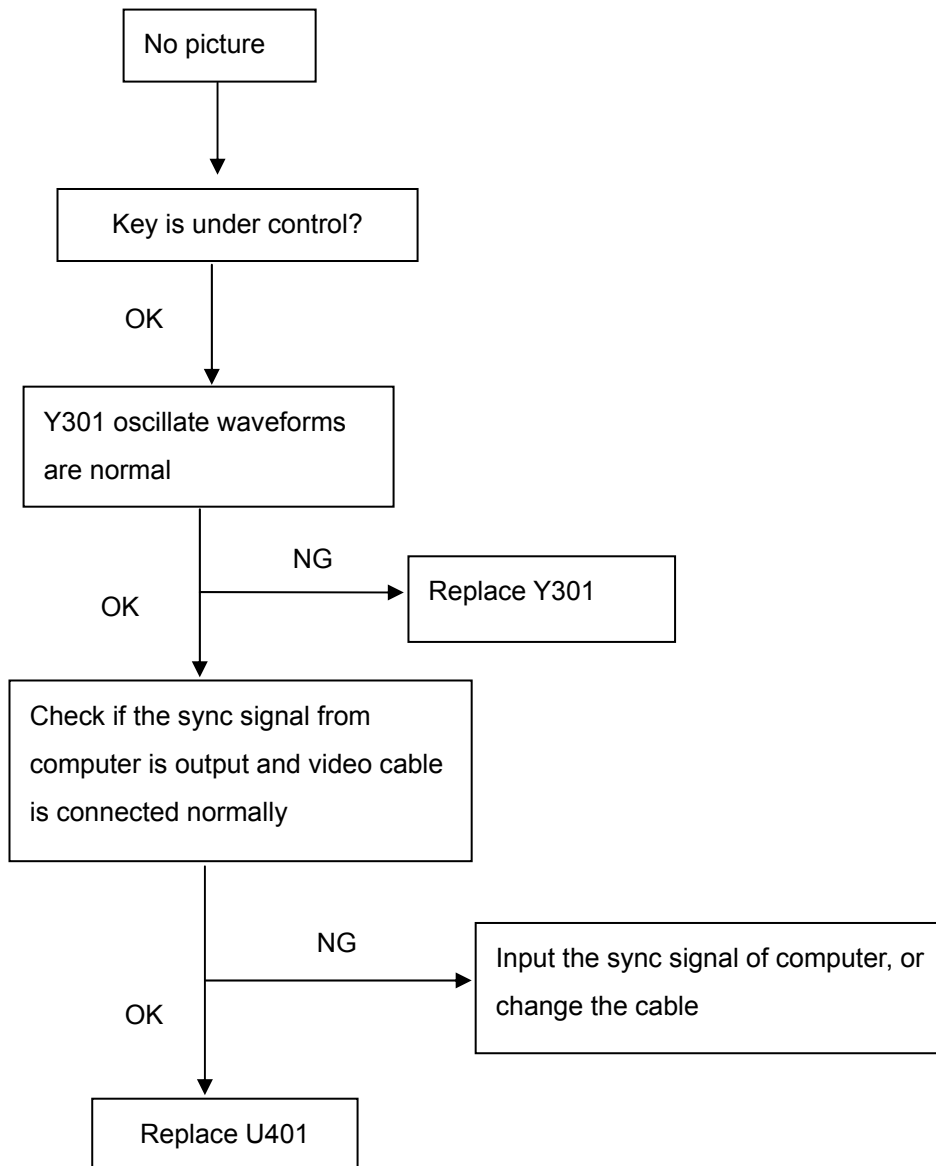 No picture
Key is under control?
OK
Y301 oscillate waveforms
are normal
NG
OK
Replace Y301
Check if the sync signal from
computer is output and video cable
is connected normally
NG
OK
Input the sync signal of computer, or
change the cable
Replace U401